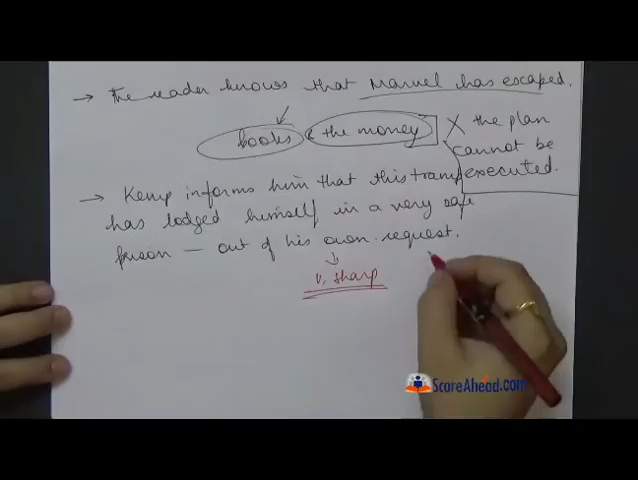 → The reader knows that Marvel has escaped.
books & the money X the plan
cannot be
→ Kemp informs him that this tramp executed.
has lodged himself in a very safe
prison – out of his own request.
↓
v. sharp
ScoreAhead.com